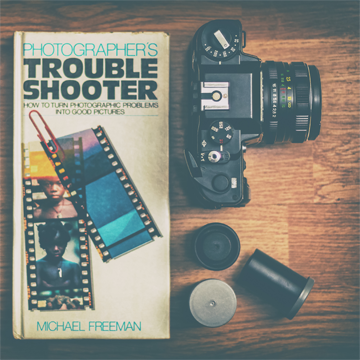 PHOTOGRAPHER'S
TROUBLE
SHOOTER
HOW TO TURN PHOTOGRAPHIC PROBLEMS
INTO GOOD PICTURES
MICHAEL FREEMAN